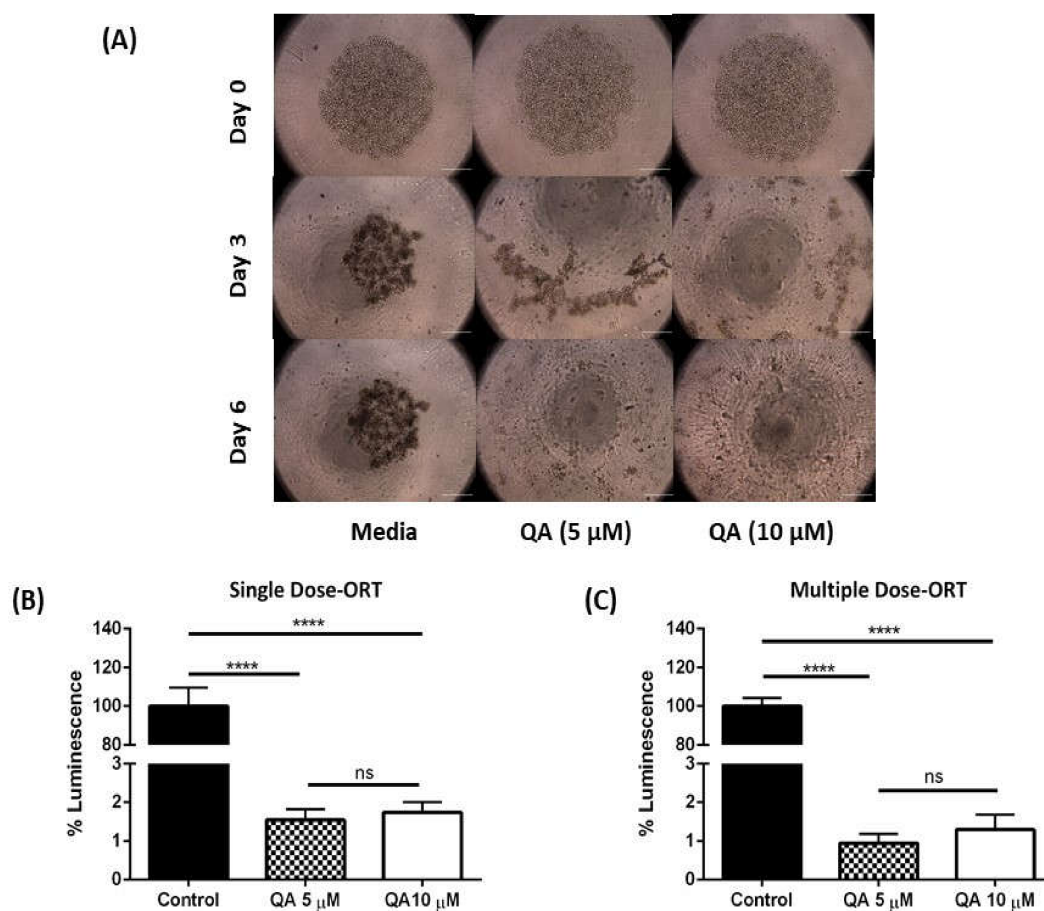 (A)
Day 0
Day 3
Day 6
Media
QA (5 μM)
QA (10 μM)
(B)
Single Dose-ORT
% Luminescence
140
120
100
80
3
2
1
0
****
****
ns
Control
QA 5 μM
QA10 μM
(C)
Multiple Dose-ORT
% Luminescence
140
120
100
80
3
2
1
0
****
****
ns
Control
QA 5 μM
QA 10 μM